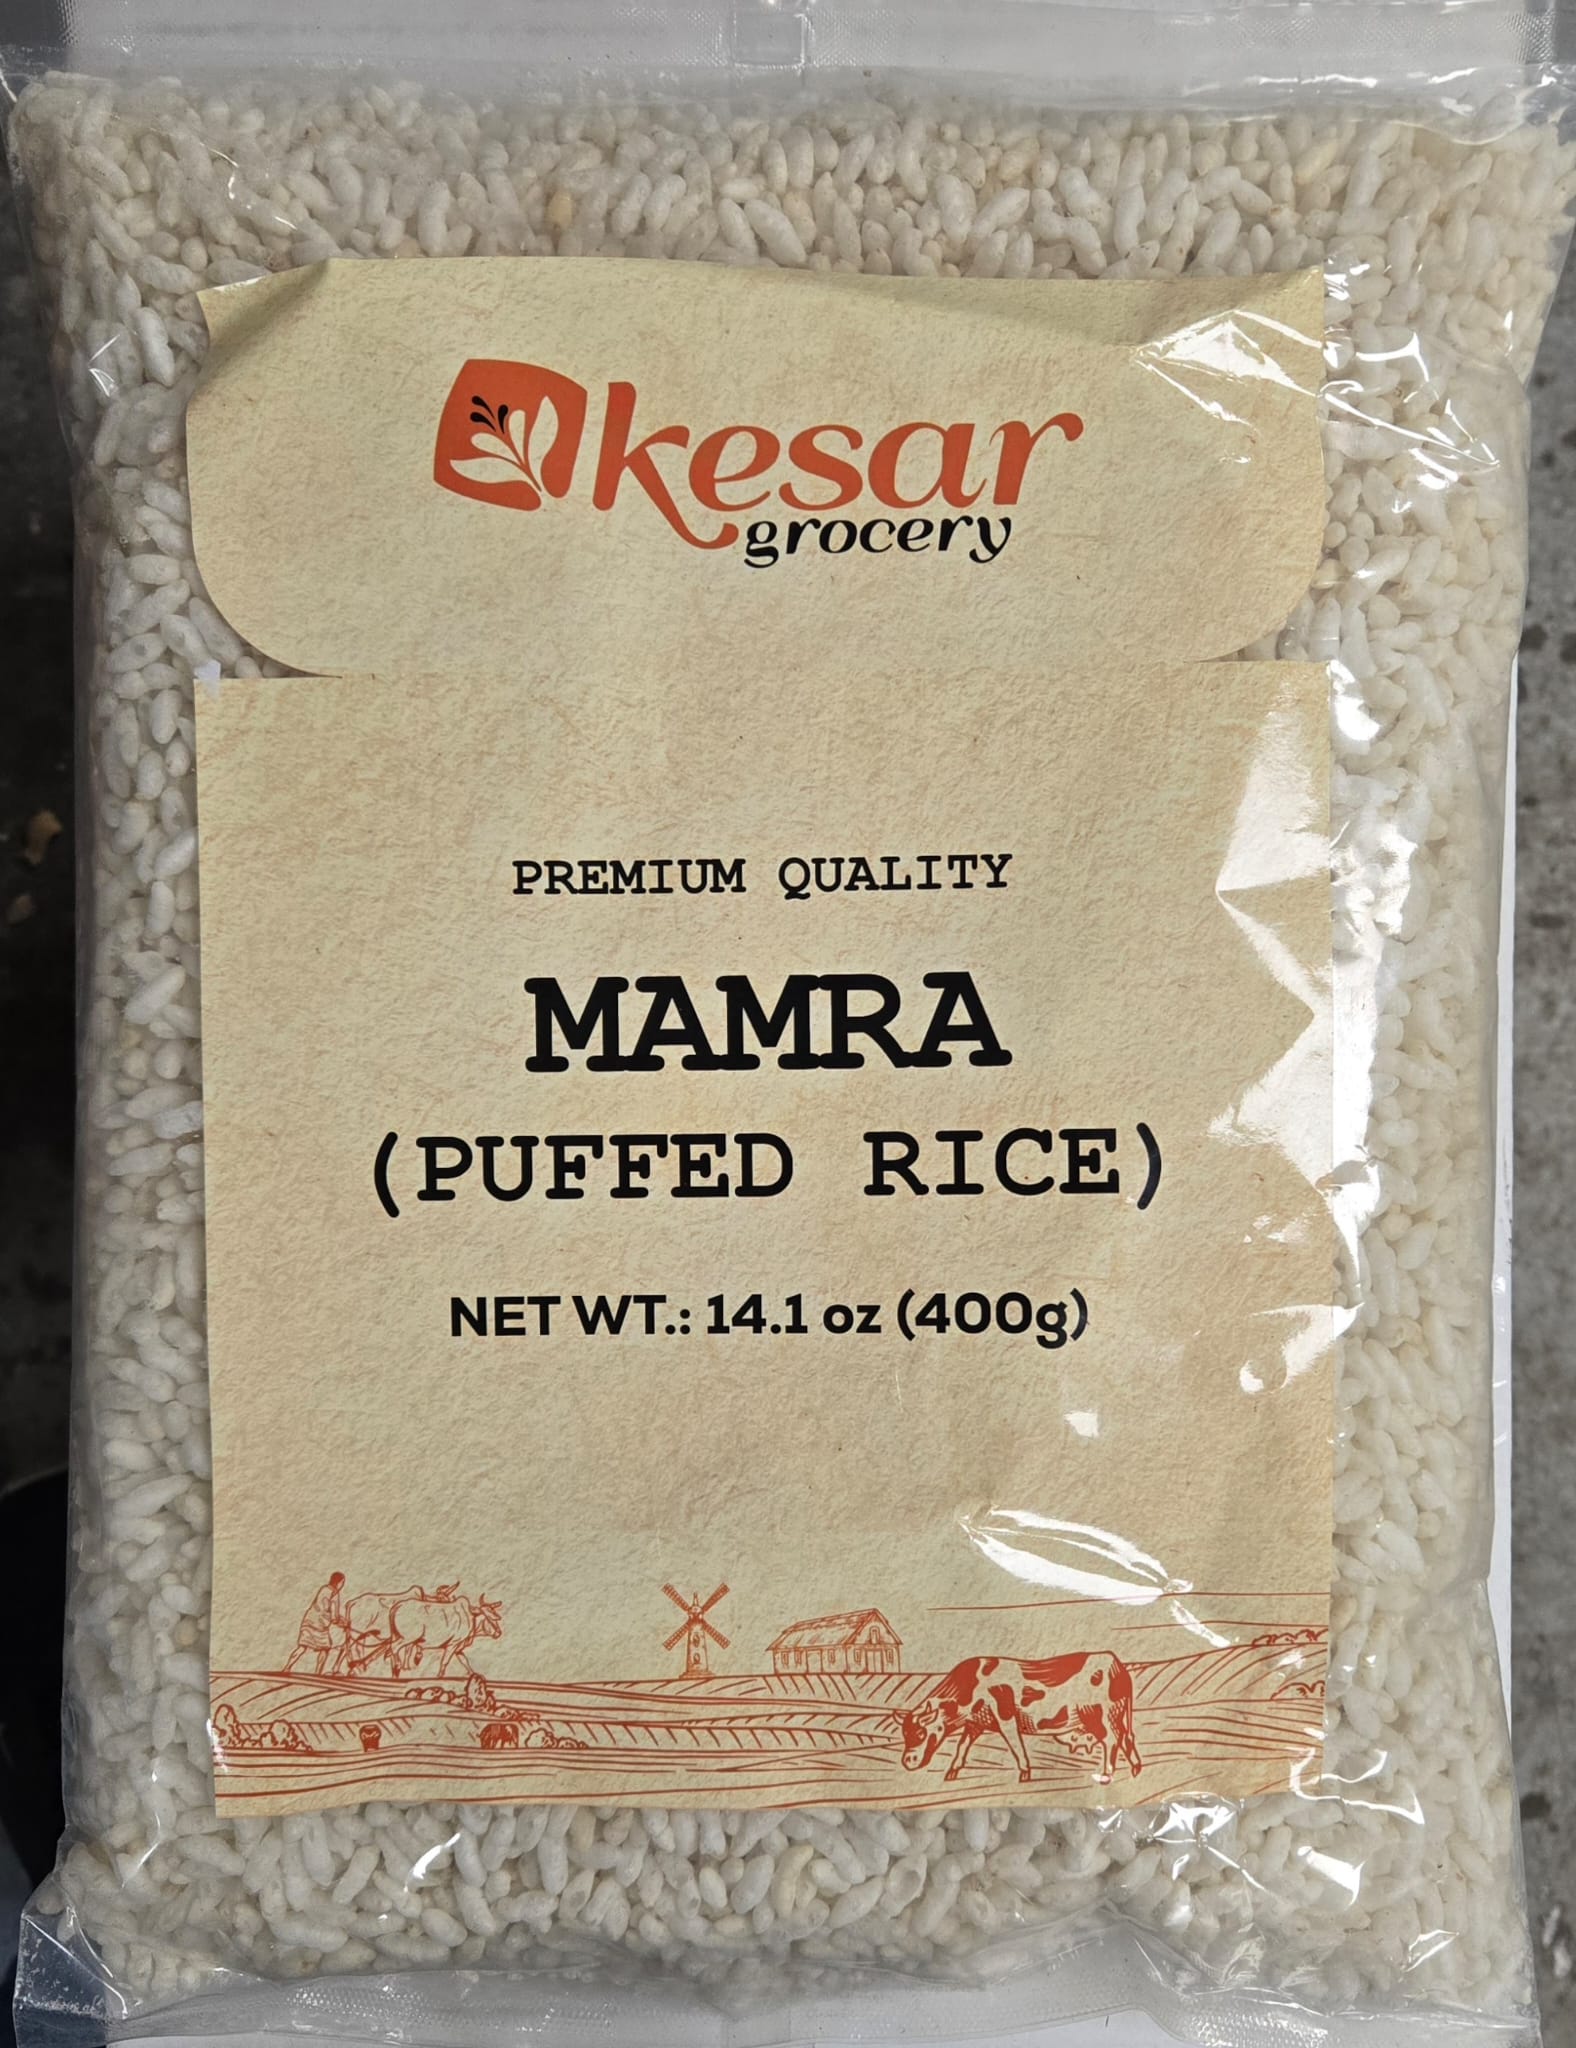 kesar
grocery
PREMIUM QUALITY
MAMRA
(PUFFED RICE)
NET WT.: 14.1 oz (400g)